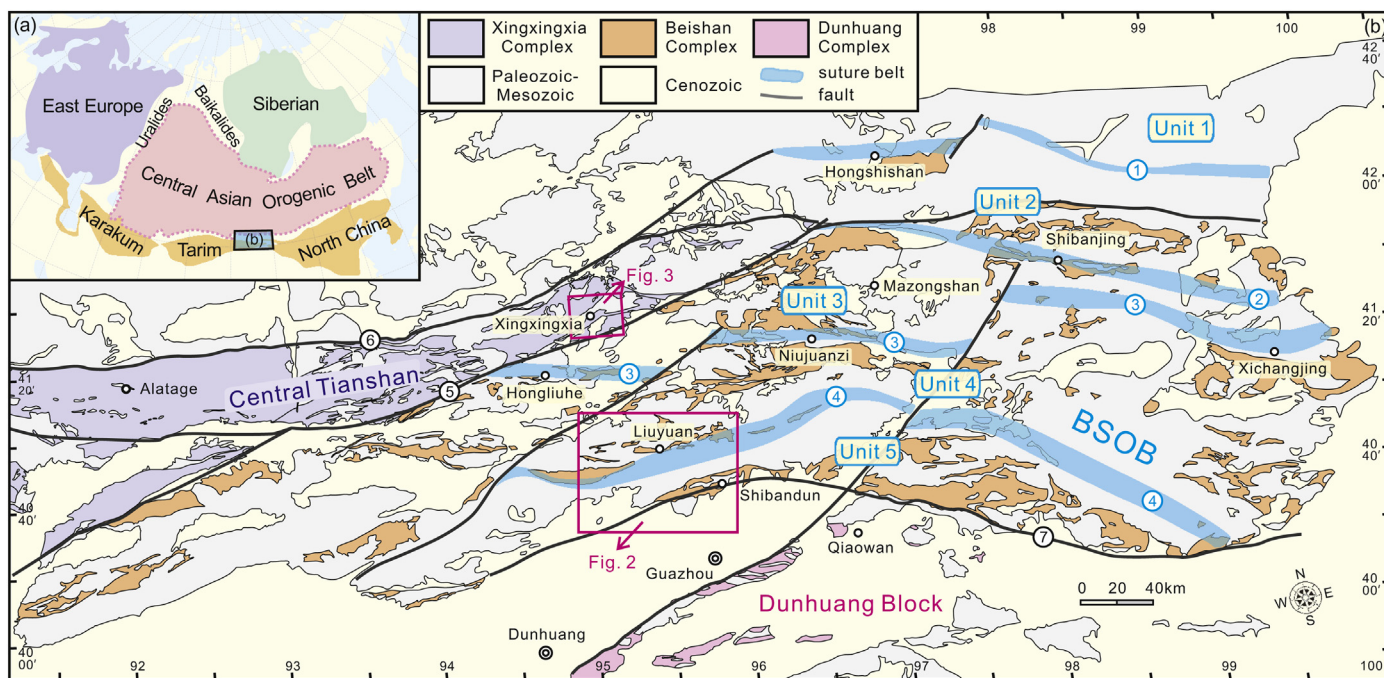 (a)
East Europe
Uralides
Baikalides
Siberian
Central Asian Orogenic Belt
Karakum
Tarim
(b)
North China
Xingxingxia
Complex
Beishan
Complex
Dunhuang
Complex
Paleozoic-
Mesozoic
Cenozoic
suture belt
fault
98
99
100
(b)
42
40'
42
00'
41
20'
40
40'
40
00'
Unit 1
Hongshishan
1
Unit 2
Shibanjing
Fig. 3
Mazongshan
Unit 3
2
3
Xingxingxia
6
Niujuanzi
3
Xichangjing
41
20'
Alatage
Central Tianshan
5
Hongliuhe
3
Unit 4
4
BSOB
Liuyuan
Unit 5
4
40
40'
Shibandun
Qiaowan
7
Fig. 2
Guazhou
Dunhuang Block
0 20 40km
N
W E
S
Dunhuang
40
00'
92
93
94
95
96
97
98
99
100